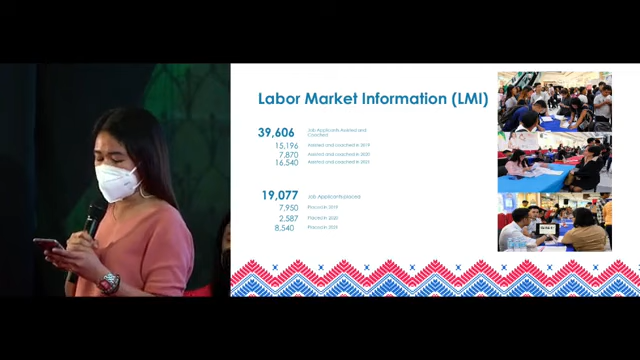 Labor Market Information (LMI)
39,606 Job Applicants Assisted and
Coached
15,196 Assisted and coached in 2019
7,870 Assisted and coached in 2020
16,540 Assisted and coached in 2021
19,077 Job Applicants placed
7,950 Placed in 2019
2,587 Placed in 2020
8,540 Placed in 2021